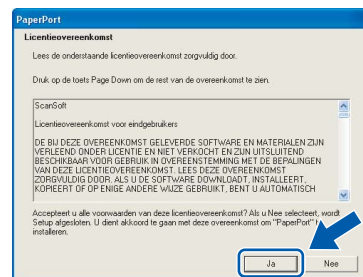 PaperPort
Licentieovereenkomst
Lees de onderstaande licentieovereenkomst zorgvuldig door.
Druk op de toets Page Down om de rest van de overeenkomst te zien.
ScanSoft
Licentieovereenkomst voor eindgebruikers
DE BIJ DEZE OVEREENKOMST GELEVERDE SOFTWARE EN MATERIALEN ZIJN
VERLEEND ONDER LICENTIE EN NIET VERKOCHT EN ZIJN UITSLUITEND
BESCHIKBAAR VOOR GEBRUIK IN OVEREENSTEMMING MET DE BEPALINGEN
VAN DEZE LICENTIEOVEREENKOMST. LEES DEZE OVEREENKOMST
ZORGVULDIG DOOR. ALS U DE SOFTWARE DOWNLOADT, INSTALLEERT,
KOPIEERT OF OP ENIGE ANDERE WIJZE GEBRUIKT, BENT U AUTOMATISCH
Accepteert u alle voorwaarden van deze licentieovereenkomst? Als u Nee selecteert, wordt
Setup afgesloten. U dient akkoord te gaan met deze overeenkomst om "PaperPort" te
installeren.
Ja
Nee